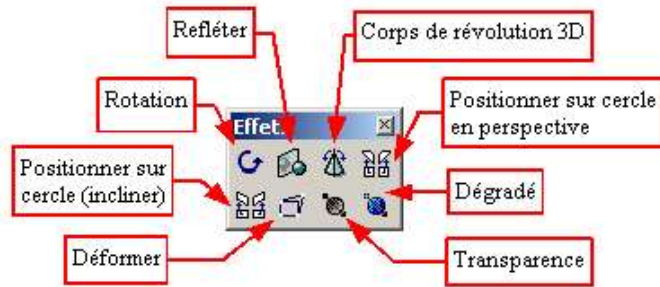 Refléter
Corps de révolution 3D
Rotation
Positionner sur cercle
en perspective
Effet
Positionner sur
cercle (incliner)
Dégradé
Déformer
Transparence